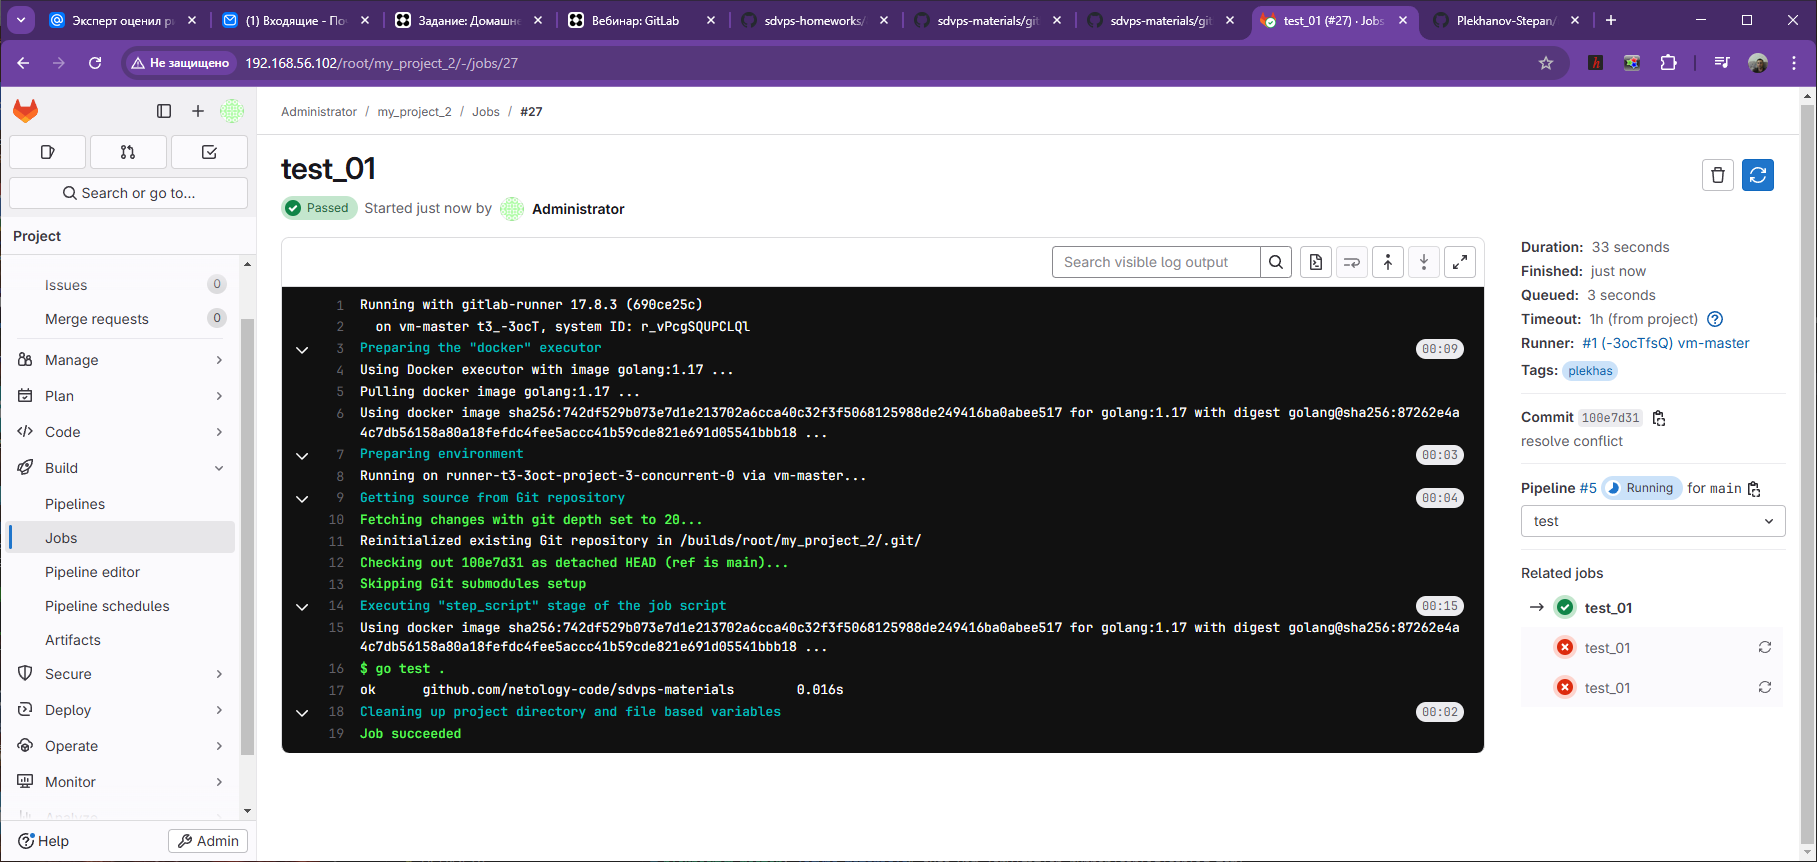 Эксперт оценил ри
(1) Входящие - По
Задание: Домашне
Вебинар: GitLab
sdvps-homeworks/
sdvps-materials/git
sdvps-materials/git
test_01 (#27) · Jobs
Plekhanov-Stepan/
Не защищено
192.168.56.102/root/my_project_2/-/jobs/27
Administrator / my_project_2 / Jobs / #27
Search or go to...
Project
Issues 0
Merge requests 0
Manage
Plan
Code
Build
Pipelines
Jobs
Pipeline editor
Pipeline schedules
Artifacts
Secure
Deploy
Operate
Monitor
Analyze
Help
Admin
test_01
Passed Started just now by Administrator
Search visible log output
1 Running with gitlab-runner 17.8.3 (690ce25c)
2 on vm-master t3_-3ocT, system ID: r_vPcgSQUPCLQl
3 Preparing the "docker" executor 00:09
4 Using Docker executor with image golang:1.17 ...
5 Pulling docker image golang:1.17 ...
6 Using docker image sha256:742df529b073e7d1e213702a6cca40c32f3f5068125988de249416ba0abee517 for golang:1.17 with digest golang@sha256:87262e4a
4c7db56158a80a18fefdc4fee5accc41b59cde821e691d05541bbb18 ...
7 Preparing environment 00:03
8 Running on runner-t3-3oct-project-3-concurrent-0 via vm-master...
9 Getting source from Git repository 00:04
10 Fetching changes with git depth set to 20...
11 Reinitialized existing Git repository in /builds/root/my_project_2/.git/
12 Checking out 100e7d31 as detached HEAD (ref is main)...
13 Skipping Git submodules setup
14 Executing "step_script" stage of the job script 00:15
15 Using docker image sha256:742df529b073e7d1e213702a6cca40c32f3f5068125988de249416ba0abee517 for golang:1.17 with digest golang@sha256:87262e4a
4c7db56158a80a18fefdc4fee5accc41b59cde821e691d05541bbb18 ...
16 $ go test .
17 ok github.com/netology-code/sdvps-materials 0.016s
18 Cleaning up project directory and file based variables 00:02
19 Job succeeded
Duration: 33 seconds
Finished: just now
Queued: 3 seconds
Timeout: 1h (from project)
Runner: #1 (-3ocTfsQ) vm-master
Tags: plekhas
Commit 100e7d31
resolve conflict
Pipeline #5 Running for main
test
Related jobs
test_01
test_01
test_01